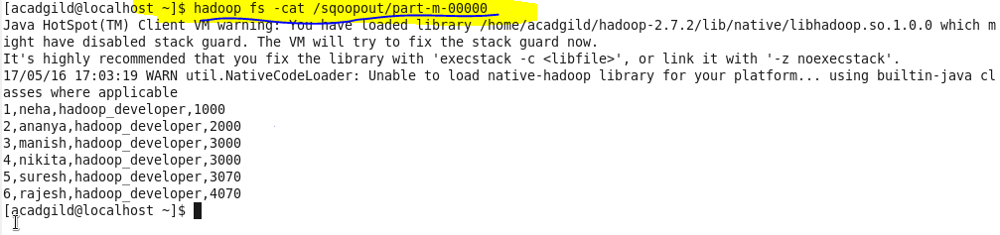 [acadgild@localhost ~]$ hadoop fs -cat /sqoopout/part-m-00000
Java HotSpot(TM) Client VM warning: You have loaded library /home/acadgild/hadoop-2.7.2/lib/native/libhadoop.so.1.0.0 which m
ight have disabled stack guard. The VM will try to fix the stack guard now.
It's highly recommended that you fix the library with 'execstack -c <libfile>', or link it with '-z noexecstack'.
17/05/16 17:03:19 WARN util.NativeCodeLoader: Unable to load native-hadoop library for your platform... using builtin-java cl
asses where applicable
1,neha,hadoop_developer,1000
2,ananya,hadoop_developer,2000
3,manish,hadoop_developer,3000
4,nikita,hadoop_developer,3000
5,suresh,hadoop_developer,3070
6,rajesh,hadoop_developer,4070
[acadgild@localhost ~]$